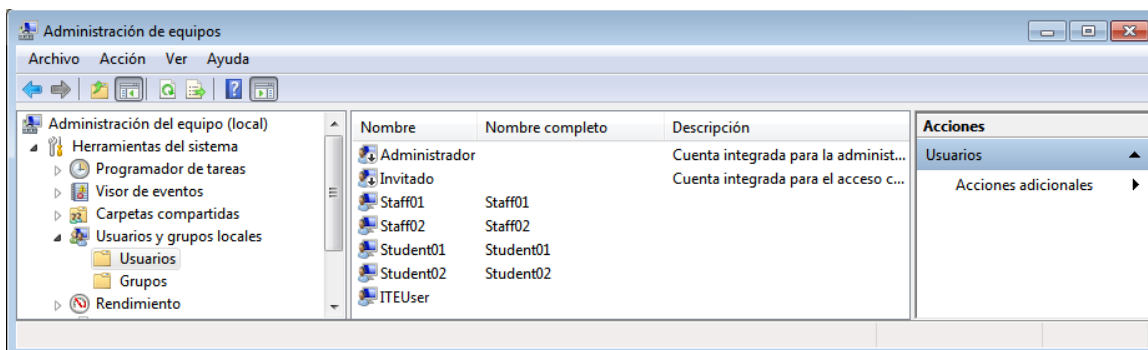 Administración de equipos
Archivo Acción Ver Ayuda
Administración del equipo (local)
Herramientas del sistema
Programador de tareas
Visor de eventos
Carpetas compartidas
Usuarios y grupos locales
Usuarios
Grupos
Rendimiento
Nombre Nombre completo Descripción
Administrador Cuenta integrada para la administ...
Invitado Cuenta integrada para el acceso c...
Staff01 Staff01
Staff02 Staff02
Student01 Student01
Student02 Student02
ITEUser
Acciones
Usuarios
Acciones adicionales